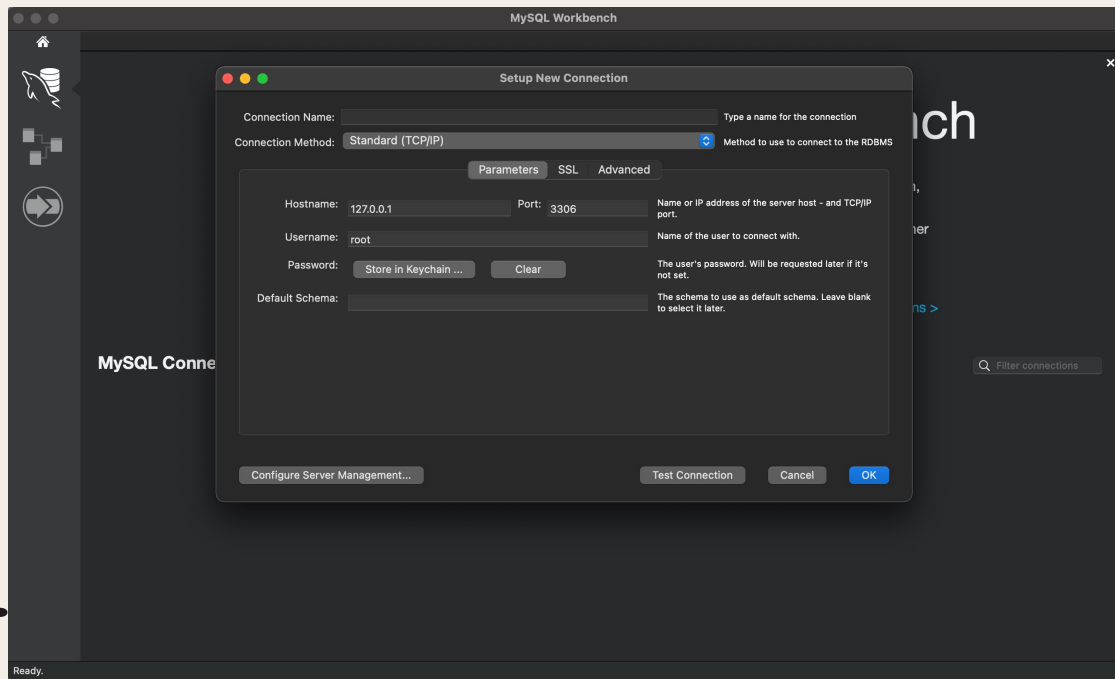 MySQL Workbench
Setup New Connection
Connection Name: Type a name for the connection
Connection Method: Standard (TCP/IP) Method to use to connect to the RDBMS
Parameters SSL Advanced
Hostname: 127.0.0.1 Port: 3306 Name or IP address of the server host - and TCP/IP
port.
Username: root Name of the user to connect with.
Password: Store in Keychain ... Clear The user's password. Will be requested later if it's
not set.
Default Schema: The schema to use as default schema. Leave blank
to select it later.
Configure Server Management... Test Connection Cancel OK
MySQL Conne
Filter connections
Ready.